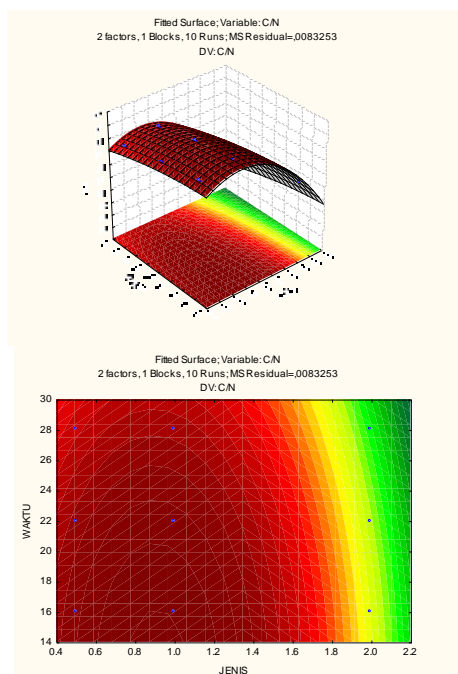 Fitted Surface; Variable: C/N
2 factors, 1 Blocks, 10 Runs; MS Residual=,0083253
DV: C/N
Fitted Surface; Variable: C/N
2 factors, 1 Blocks, 10 Runs; MS Residual=,0083253
DV: C/N
30
28
26
24
22
20
18
16
14
WAKTU
0.4 0.6 0.8 1.0 1.2 1.4 1.6 1.8 2.0 2.2
JENIS